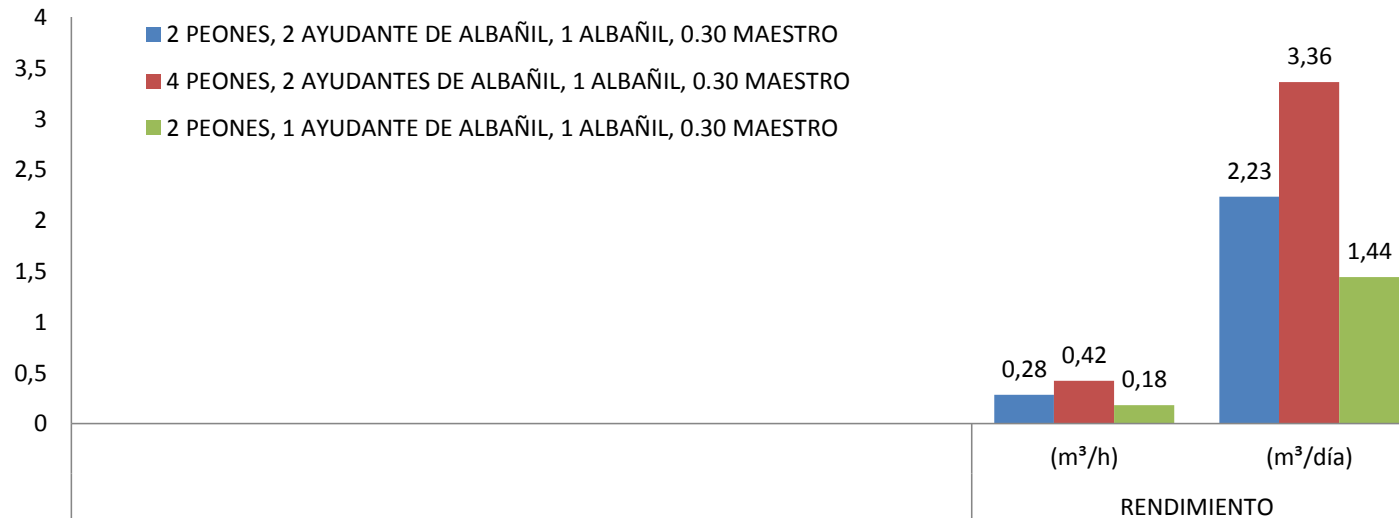 4
3,5
3
2,5
2
1,5
1
0,5
0
2 PEONES, 2 AYUDANTE DE ALBAÑIL, 1 ALBAÑIL, 0.30 MAESTRO
4 PEONES, 2 AYUDANTES DE ALBAÑIL, 1 ALBAÑIL, 0.30 MAESTRO
2 PEONES, 1 AYUDANTE DE ALBAÑIL, 1 ALBAÑIL, 0.30 MAESTRO
0,28
0,42
0,18
2,23
3,36
1,44
(m³/h)
(m³/día)
RENDIMIENTO